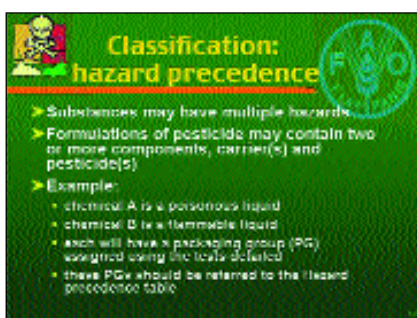 Classification:
hazard precedence
F A O
Substances may have multiple hazards
Formulations of pesticide may contain two
or more components, carrier(s) and
pesticide(s)
Example:
chemical A is a poisonous liquid
chemical B is a flammable liquid
each will have a packaging group (PG)
assigned using the tests detailed
these PGs should be referred to the Hazard
precedence table